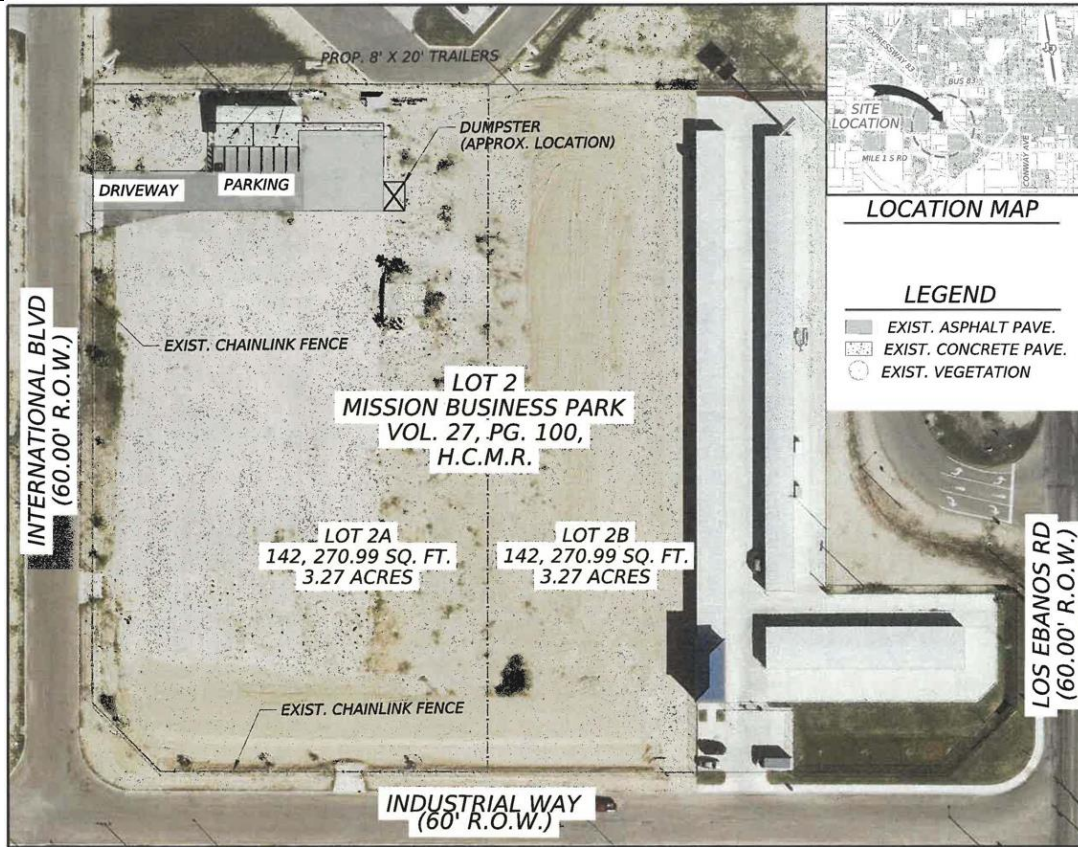 PROP. 8' X 20' TRAILERS
DUMPSTER
(APPROX. LOCATION)
DRIVEWAY
PARKING
EXPRESSWAY 83
BUS 83
SITE
LOCATION
MILE 1 S RD
CONWAY AVE
LOCATION MAP
LEGEND
EXIST. ASPHALT PAVE.
EXIST. CONCRETE PAVE.
EXIST. VEGETATION
INTERNATIONAL BLVD
(60.00' R.O.W.)
EXIST. CHAINLINK FENCE
LOT 2
MISSION BUSINESS PARK
VOL. 27, PG. 100,
H.C.M.R.
LOT 2A
142, 270.99 SQ. FT.
3.27 ACRES
LOT 2B
142, 270.99 SQ. FT.
3.27 ACRES
LOS EBANOS RD
(60.00' R.O.W.)
EXIST. CHAINLINK FENCE
INDUSTRIAL WAY
(60' R.O.W.)